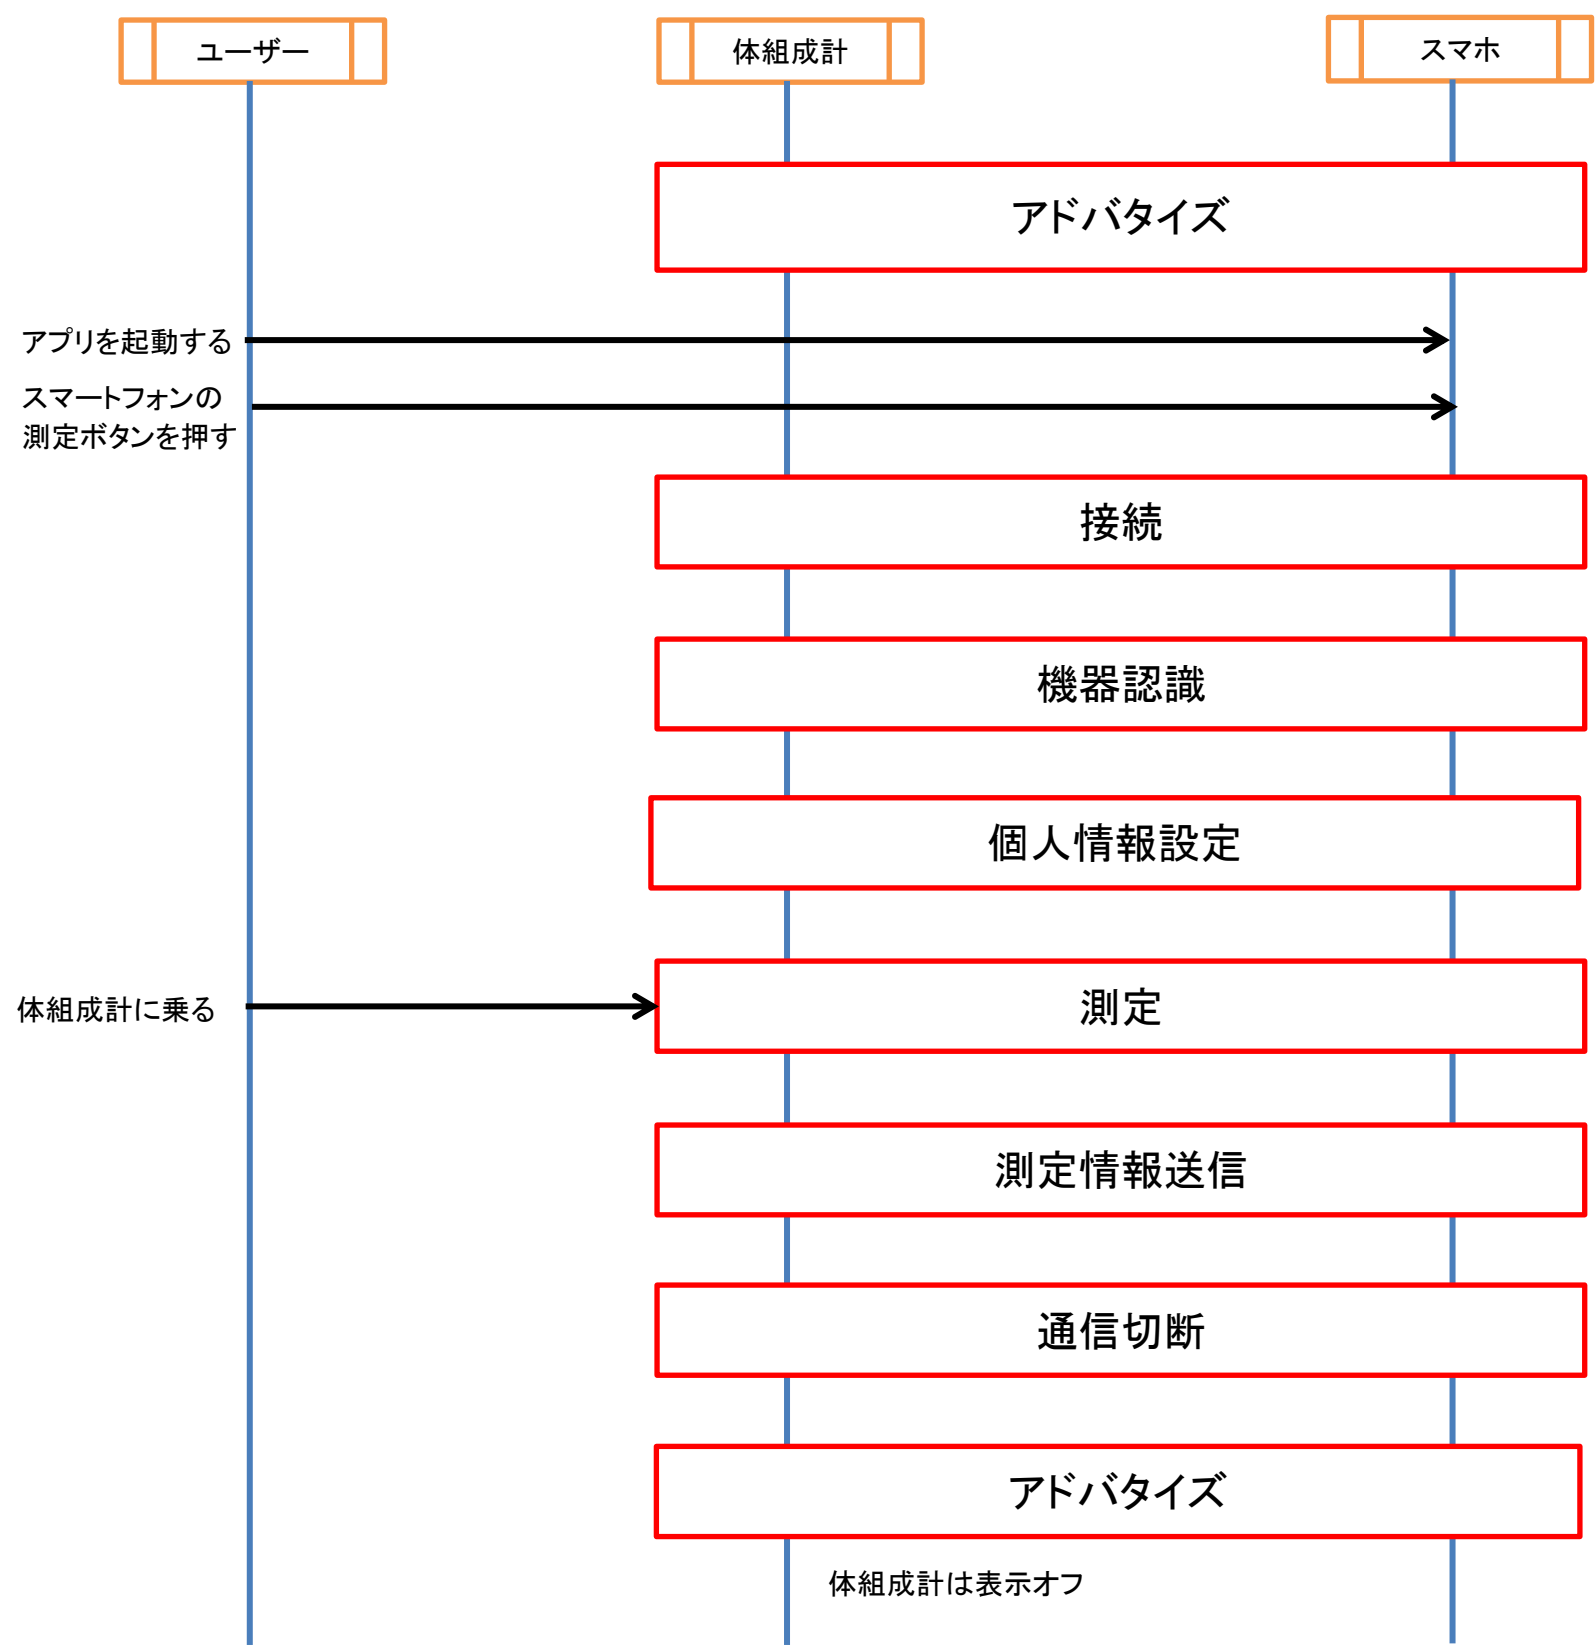 ユーザー
体組成計
スマホ
アドバタイズ
アプリを起動する
スマートフォンの
測定ボタンを押す
接続
機器認識
個人情報設定
体組成計に乗る
測定
測定情報送信
通信切断
アドバタイズ
体組成計は表示オフ